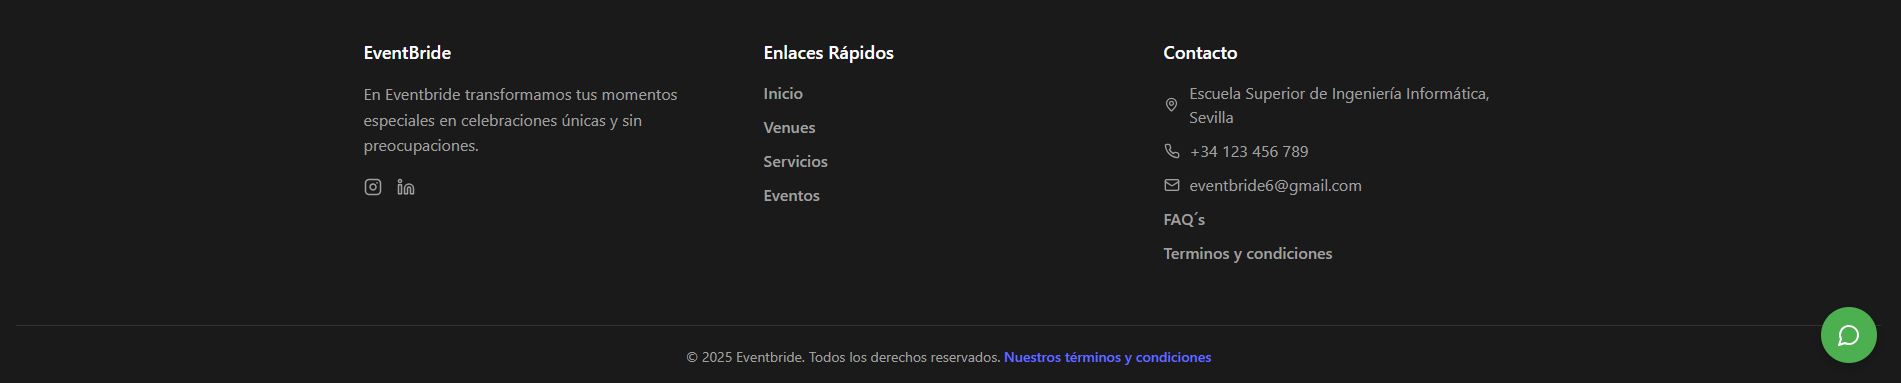 EventBride
En Eventbride transformamos tus momentos
especiales en celebraciones únicas y sin
preocupaciones.
Enlaces Rápidos
Inicio
Venues
Servicios
Eventos
Contacto
Escuela Superior de Ingeniería Informática,
Sevilla
+34 123 456 789
eventbride6@gmail.com
FAQ´s
Terminos y condiciones
© 2025 Eventbride. Todos los derechos reservados. Nuestros términos y condiciones